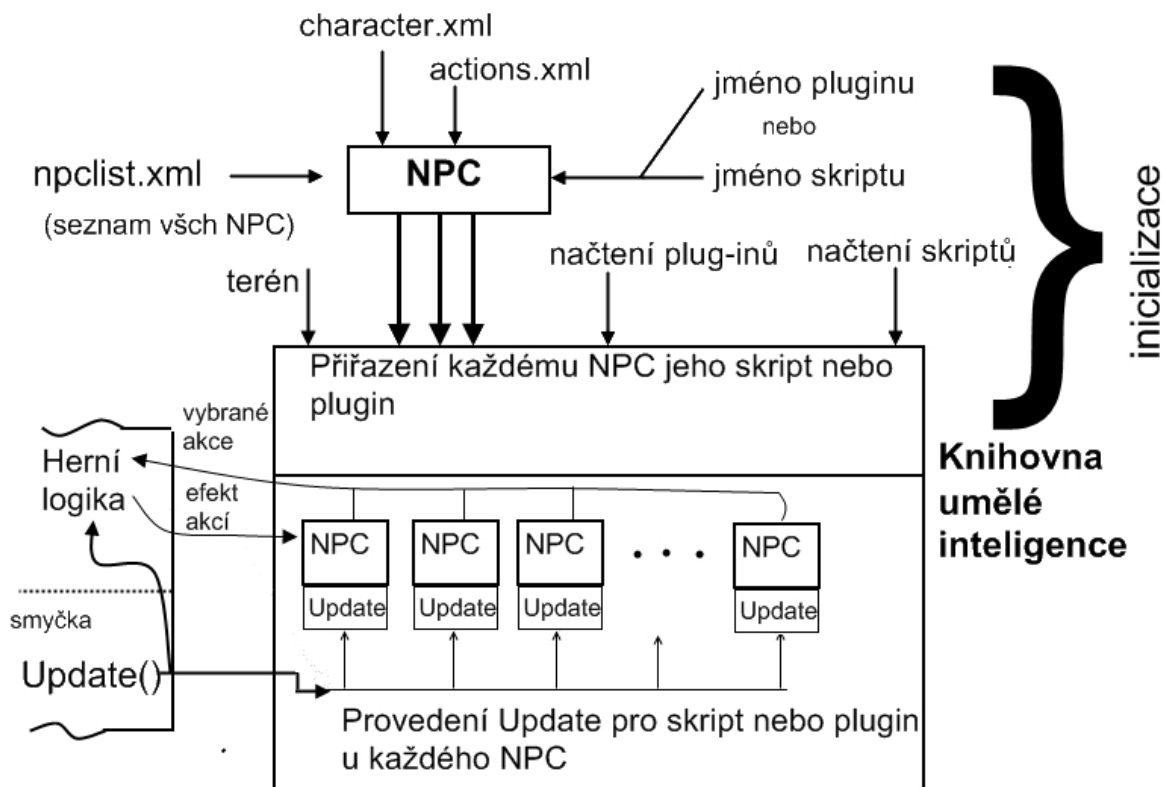 character.xml
actions.xml
jméno pluginu
nebo
NPC
npclist.xml
jméno skriptu
(seznam všch NPC)
načtení plug-inů
načtení skriptů
terén
inicializace
Přiřazení každému NPC jeho skript nebo
plugin
vybrané
akce
Herní
logika
efekt
akcí
Knihovna
umělé
inteligence
NPC
NPC
NPC
. . .
NPC
Update
Update
Update
Update
smyčka
Update()
Provedení Update pro skript nebo plugin
u každého NPC